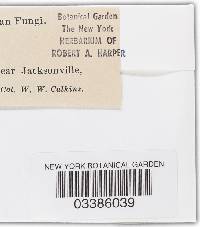 an Fungi.
Botanical Garden
The New York
HERBARIUM OF
ROBERT A. HARPER
ear Jacksonville,
Col. W. W. Calkins.
NEW YORK BOTANICAL GARDEN
03386039